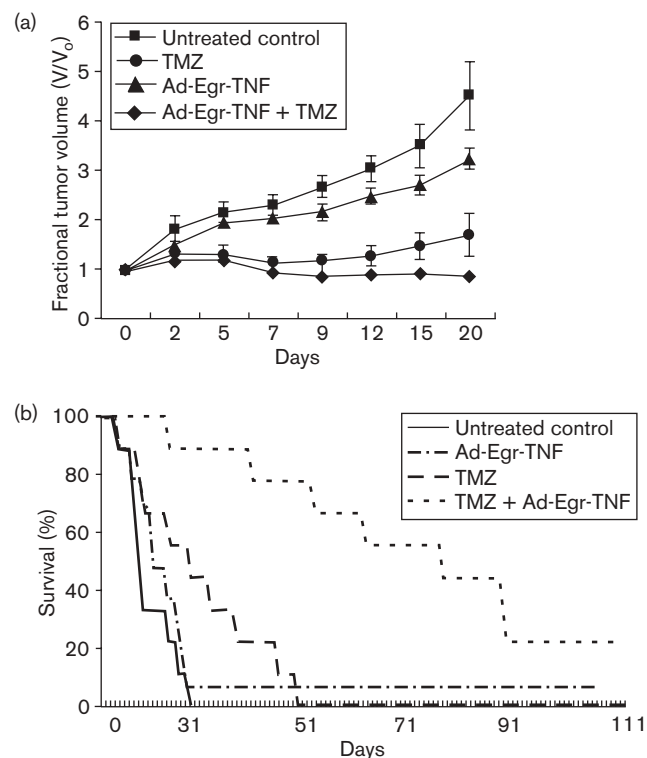 (a)
Fractional tumor volume (V/Vo)
6
5
4
3
2
1
0
Untreated control
TMZ
Ad-Egr-TNF
Ad-Egr-TNF + TMZ
0 2 5 7 9 12 15 20
Days
(b)
Survival (%)
100
80
60
40
20
0
Untreated control
Ad-Egr-TNF
TMZ
TMZ + Ad-Egr-TNF
0 31 51 71 91 111
Days